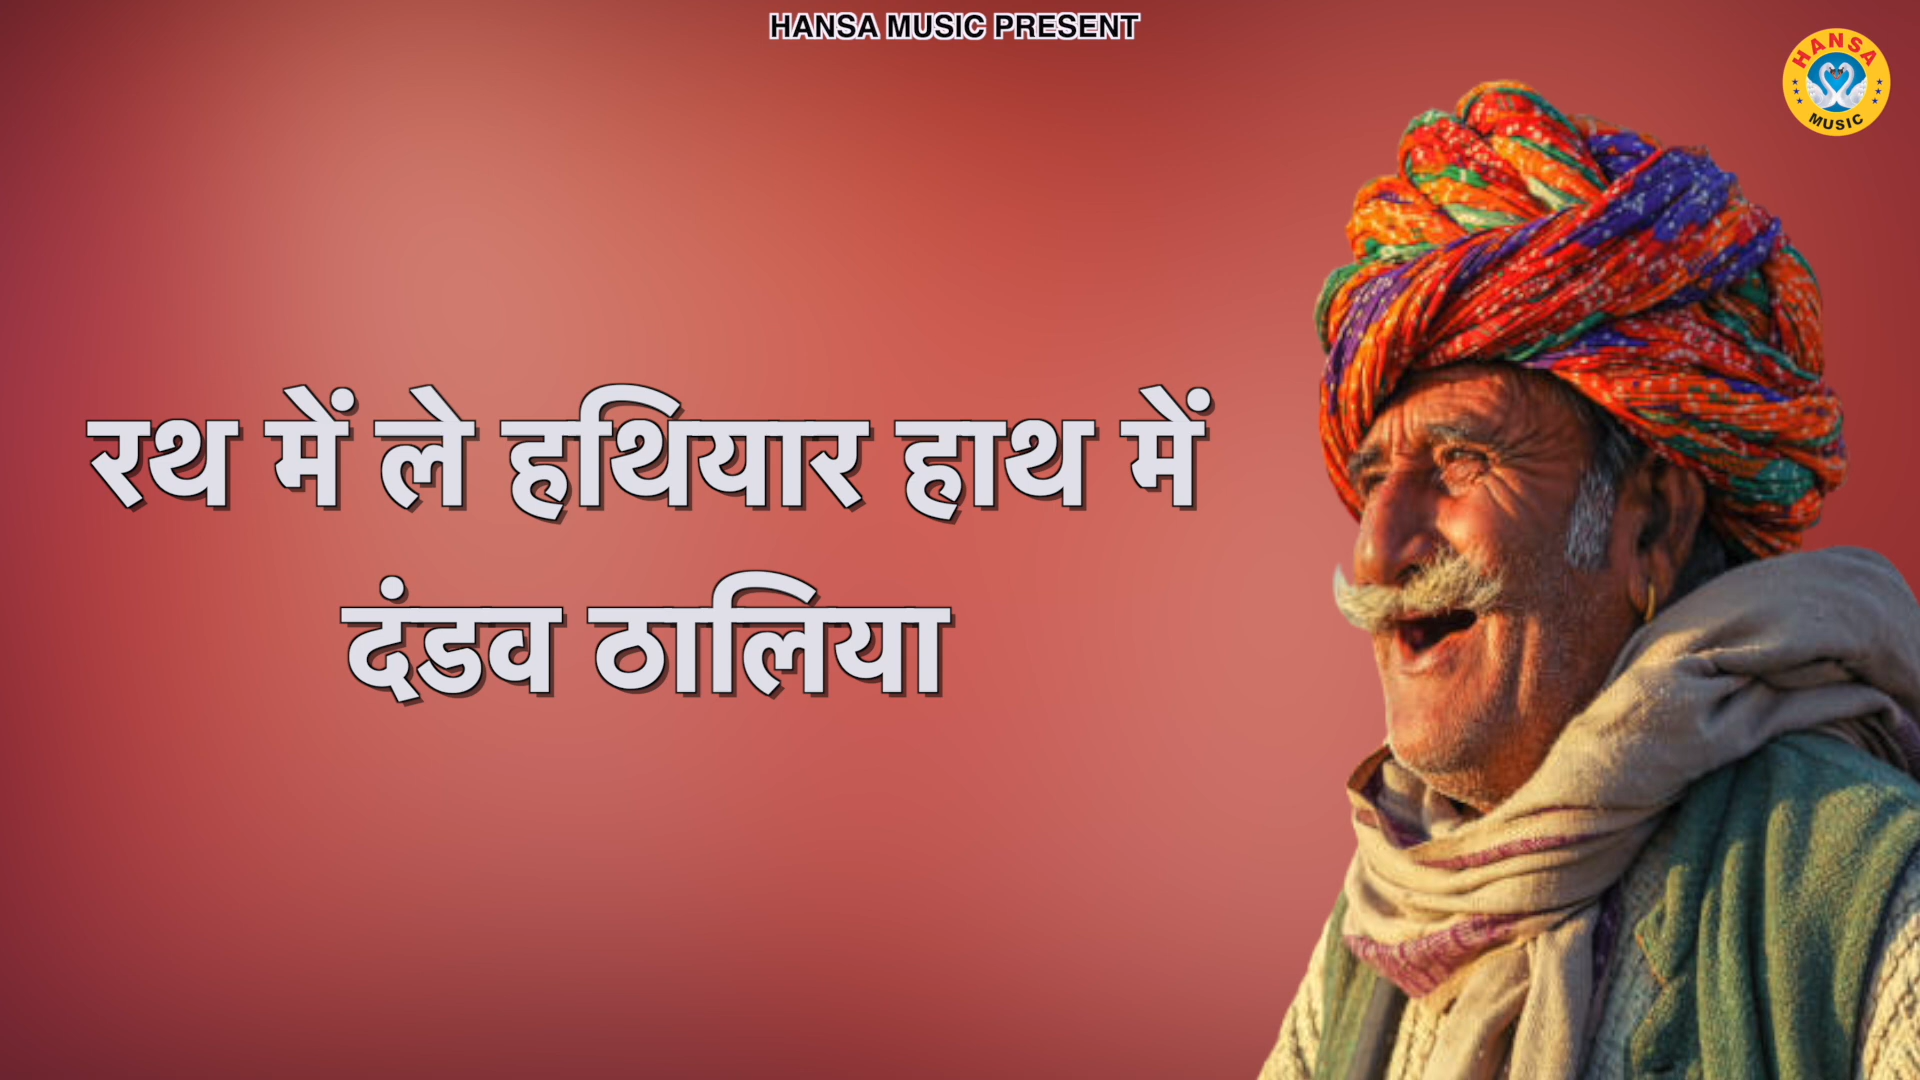 HANSA MUSIC PRESENT
HANSA
MUSIC
रथ में ले हथियार हाथ में
दंडव ठालिया